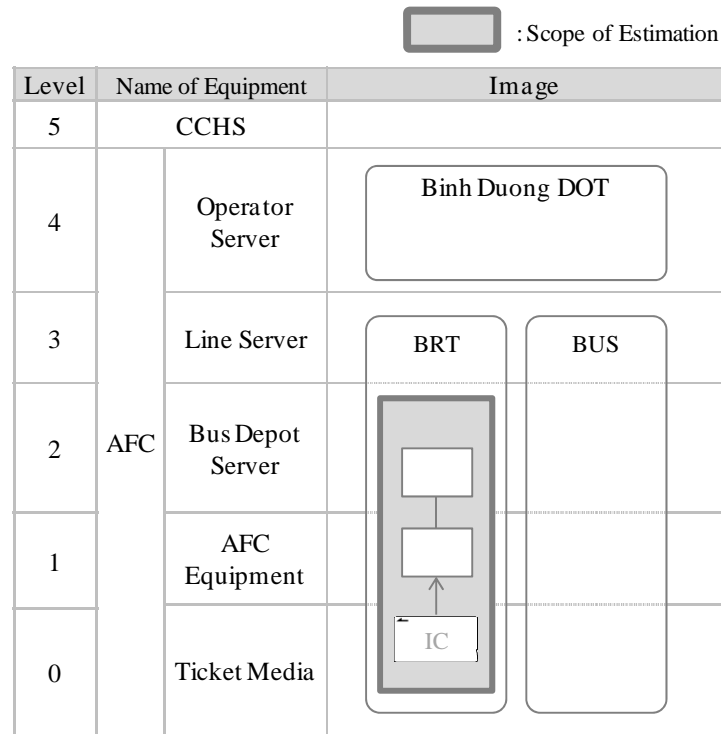 : Scope of Estimation
Level Name of Equipment Image
5 CCHS
4 Operator
Server
Binh Duong DOT
3 Line Server BRT BUS
2 AFC Bus Depot
Server
1 AFC
Equipment
IC
0 Ticket Media